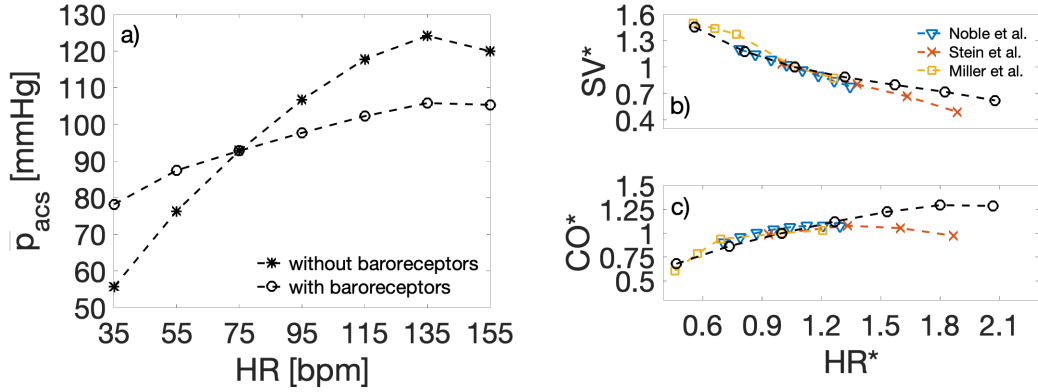 a)
130
120
110
100
90
80
70
60
50
p̅acs [mmHg]
without baroreceptors
with baroreceptors
35 55 75 95 115 135 155
HR [bpm]
b)
1.6
1.3
1
0.7
0.4
SV*
Noble et al.
Stein et al.
Miller et al.
c)
1.5
1.25
1
0.75
0.5
CO*
0.6 0.9 1.2 1.5 1.8 2.1
HR*